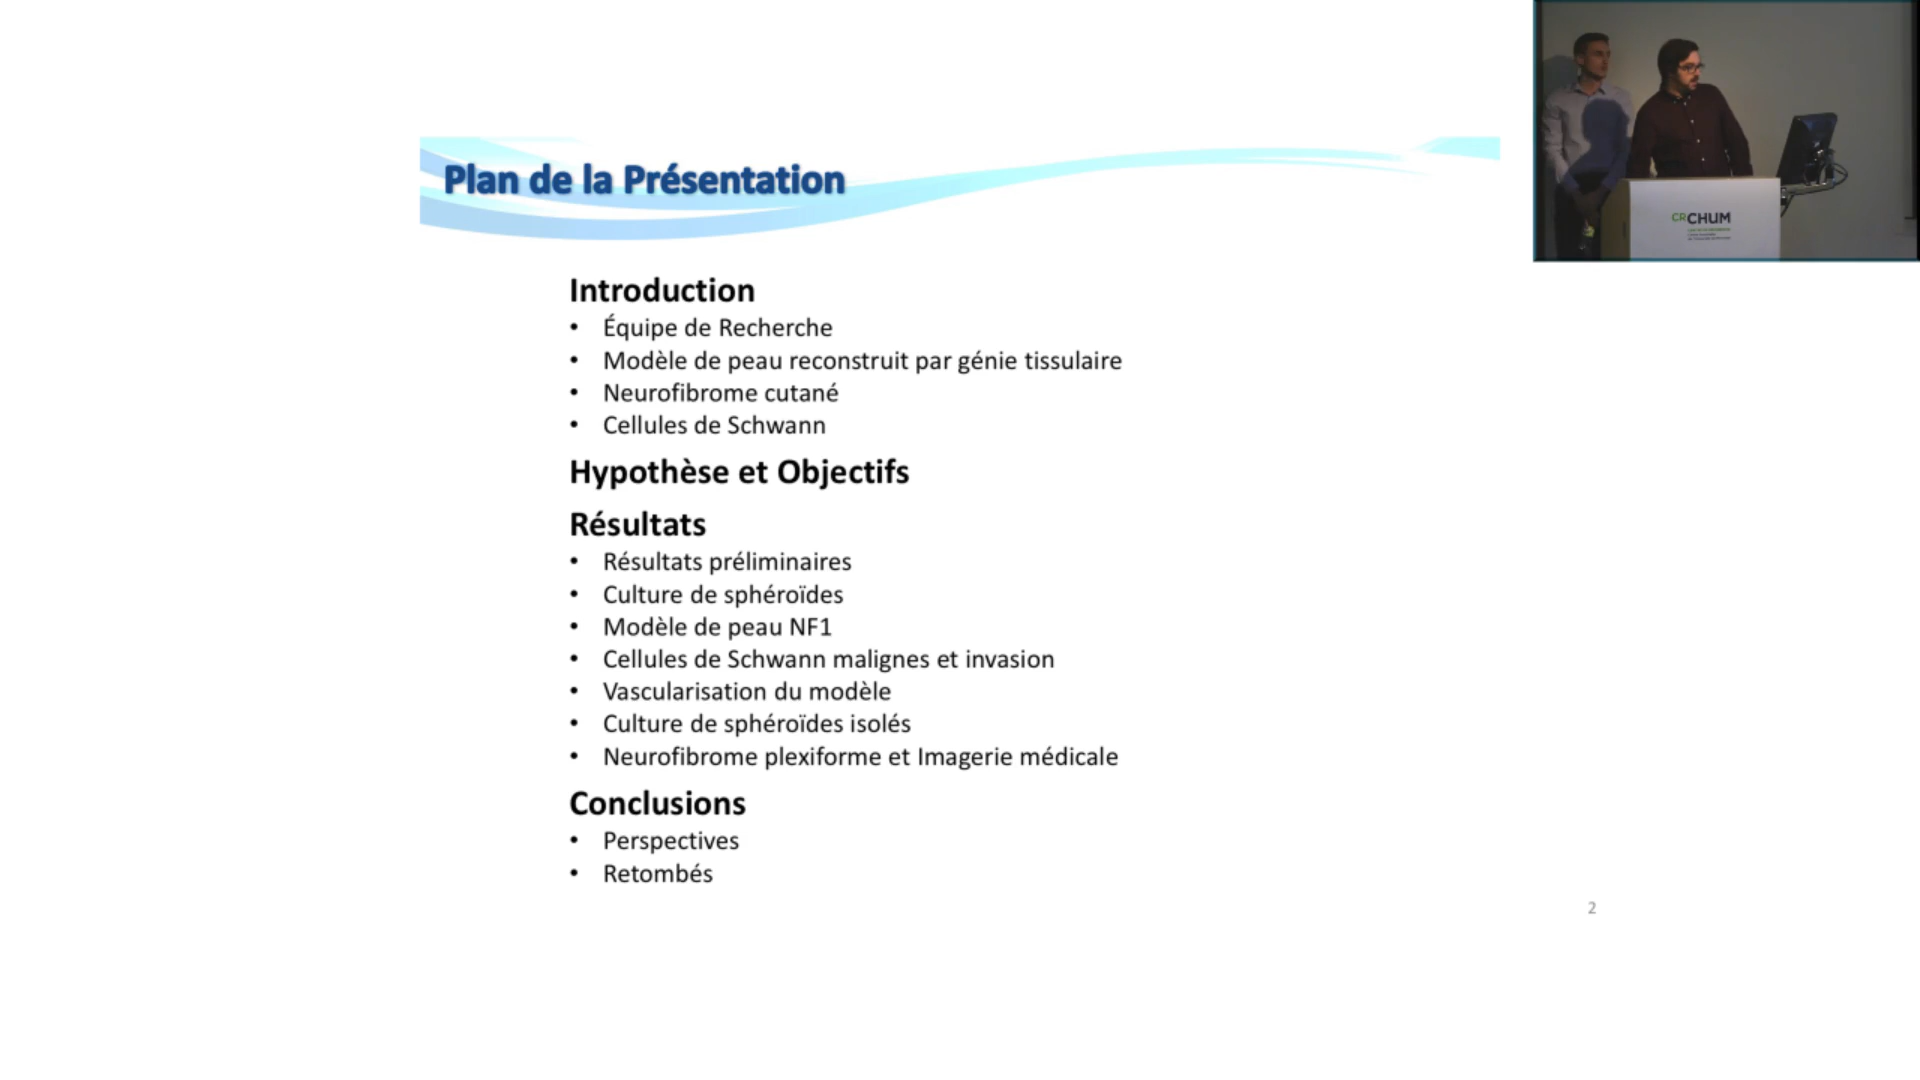 Plan de la Présentation
CRCHUM
Introduction
• Équipe de Recherche
• Modèle de peau reconstruit par génie tissulaire
• Neurofibrome cutané
• Cellules de Schwann
Hypothèse et Objectifs
Résultats
• Résultats préliminaires
• Culture de sphéroïdes
• Modèle de peau NF1
• Cellules de Schwann malignes et invasion
• Vascularisation du modèle
• Culture de sphéroïdes isolés
• Neurofibrome plexiforme et Imagerie médicale
Conclusions
• Perspectives
• Retombés
2